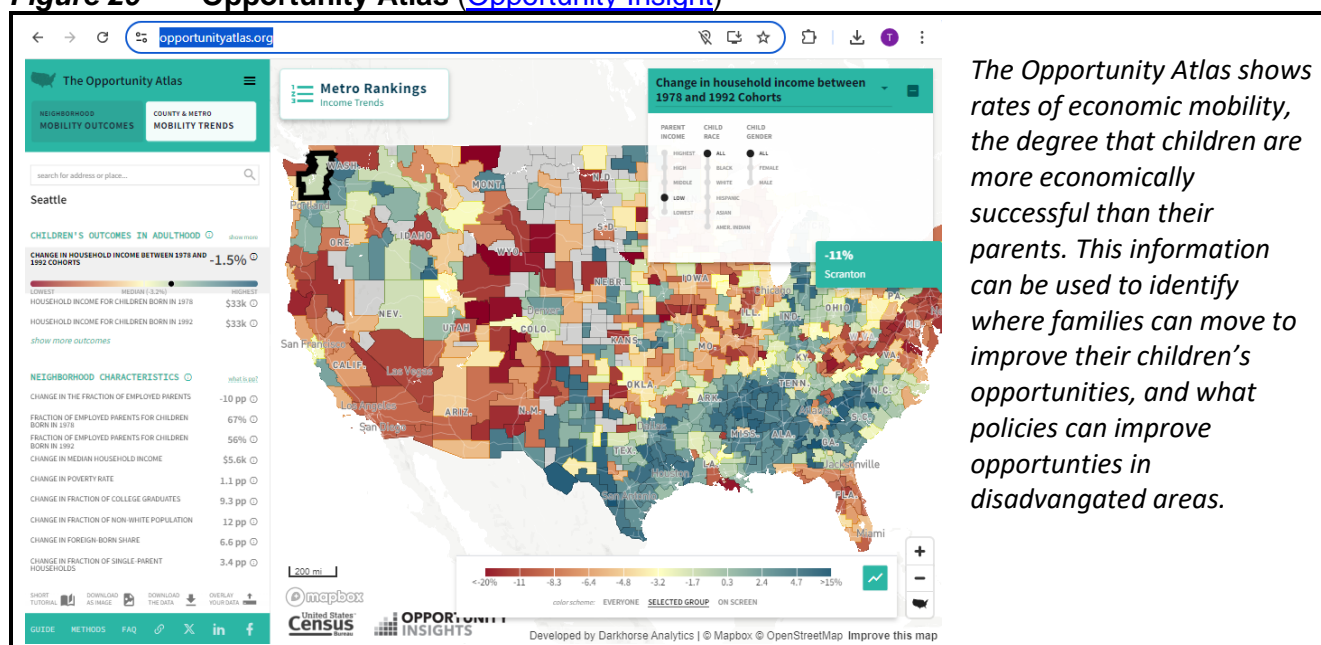 Figure 20 Opportunity Atlas (Opportunity Insight)
opportunityatlas.org
T
The Opportunity Atlas
NEIGHBORHOOD
MOBILITY OUTCOMES
COUNTY & METRO
MOBILITY TRENDS
search for address or place...
Seattle
CHILDREN'S OUTCOMES IN ADULTHOOD show more
CHANGE IN HOUSEHOLD INCOME BETWEEN 1978 AND
1992 COHORTS
-1.5%
LOWEST MEDIAN (-3.2%) HIGHEST
HOUSEHOLD INCOME FOR CHILDREN BORN IN 1978 $33k
HOUSEHOLD INCOME FOR CHILDREN BORN IN 1992 $33k
show more outcomes
NEIGHBORHOOD CHARACTERISTICS what is pp?
CHANGE IN THE FRACTION OF EMPLOYED PARENTS -10 pp
FRACTION OF EMPLOYED PARENTS FOR CHILDREN
BORN IN 1978
67%
FRACTION OF EMPLOYED PARENTS FOR CHILDREN
BORN IN 1992
56%
CHANGE IN MEDIAN HOUSEHOLD INCOME $5.6k
CHANGE IN POVERTY RATE 1.1 pp
CHANGE IN FRACTION OF COLLEGE GRADUATES 9.3 pp
CHANGE IN FRACTION OF NON-WHITE POPULATION 12 pp
CHANGE IN FOREIGN-BORN SHARE 6.6 pp
CHANGE IN FRACTION OF SINGLE-PARENT
HOUSEHOLDS
3.4 pp
SHORT
TUTORIAL
DOWNLOAD
AS IMAGE
DOWNLOAD
THE DATA
OVERLAY
YOUR DATA
GUIDE METHODS FAQ
Metro Rankings
Income Trends
Change in household income between
1978 and 1992 Cohorts
PARENT
INCOME
CHILD
RACE
CHILD
GENDER
HIGHEST ALL ALL
HIGH BLACK FEMALE
MIDDLE WHITE MALE
LOW HISPANIC
LOWEST ASIAN
AMER. INDIAN
-11%
Scranton
WASH.
MONT.
N.D.
Portland
ORE.
IDAHO
S.D.
WYO.
NEBR.
IOWA
Chicago
PA.
NEV.
UTAH
Denver
COLO.
ILL.
IND.
OHIO
MD.
San Francisco
KANS.
MO.
W. VA.
KY.
VA.
CALIF.
Las Vegas
OKLA.
TENN.
N.C.
Los Angeles
ARIZ.
N.M.
ARK.
Atlanta
S.C.
San Diego
Dallas
MISS.
ALA.
GA.
TEX.
LA.
Jacksonville
Houston
San Antonio
FLA.
Miami
200 mi
mapbox
United States
Census
Bureau
OPPORTUNITY
INSIGHTS
<-20% -11 -8.3 -6.4 -4.8 -3.2 -1.7 0.3 2.4 4.7 >15%
color scheme: EVERYONE SELECTED GROUP ON SCREEN
Developed by Darkhorse Analytics | © Mapbox © OpenStreetMap Improve this map
The Opportunity Atlas shows
rates of economic mobility,
the degree that children are
more economically
successful than their
parents. This information
can be used to identify
where families can move to
improve their children's
opportunities, and what
policies can improve
opportunties in
disadvangated areas.